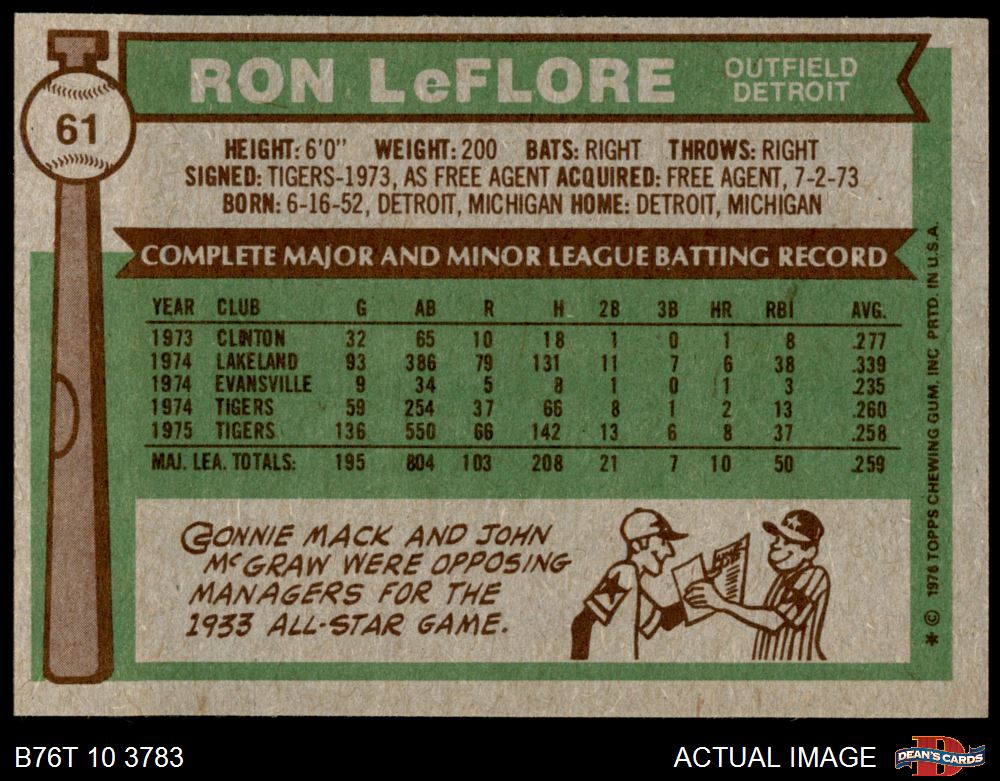 61
RON LeFLORE
OUTFIELD
DETROIT
HEIGHT: 6'0" WEIGHT: 200 BATS: RIGHT THROWS: RIGHT
SIGNED: TIGERS-1973, AS FREE AGENT ACQUIRED: FREE AGENT, 7-2-73
BORN: 6-16-52, DETROIT, MICHIGAN HOME: DETROIT, MICHIGAN
COMPLETE MAJOR AND MINOR LEAGUE BATTING RECORD
YEAR CLUB G AB R H 2B 3B HR RBI AVG.
1973 CLINTON 32 65 10 18 1 0 1 8 .277
1974 LAKELAND 93 386 79 131 11 7 6 38 .339
1974 EVANSVILLE 9 34 5 8 1 0 1 3 .235
1974 TIGERS 59 254 37 66 8 1 2 13 .260
1975 TIGERS 136 550 66 142 13 6 8 37 .258
MAJ. LEA. TOTALS: 195 804 103 208 21 7 10 50 .259
CONNIE MACK AND JOHN
McGRAW WERE OPPOSING
MANAGERS FOR THE
1933 ALL-STAR GAME.
* © 1976 TOPPS CHEWING GUM, INC. PRTD. IN U.S.A.
B76T 10 3783
ACTUAL IMAGE
D
DEAN'S CARDS